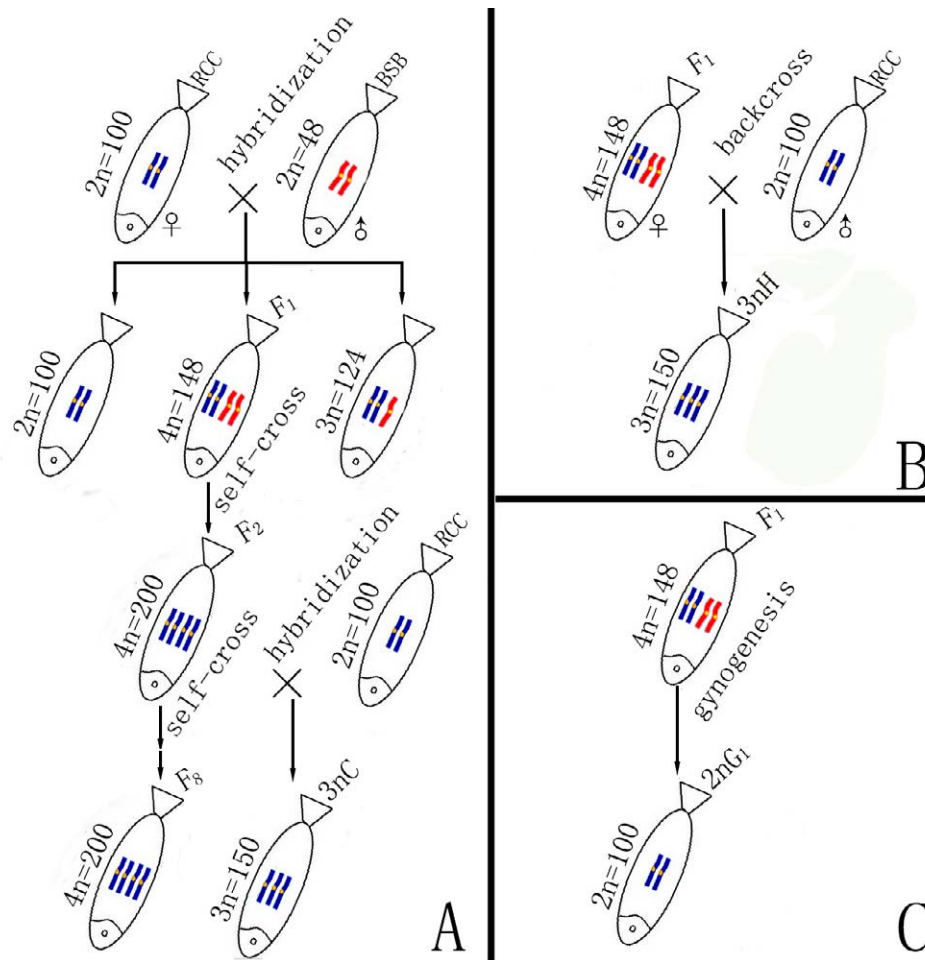 RCC
hybridization
BSB
2n=100
2n=48
♀
♂
F1
2n=100
4n=148
3n=124
self-cross
F2
hybridization
RCC
4n=200
2n=100
self-cross
F8
3nC
4n=200
3n=150
A
F1
backcross
RCC
4n=148
2n=100
♀
♂
3nH
3n=150
B
F1
4n=148
gynogenesis
2nG1
2n=100
C